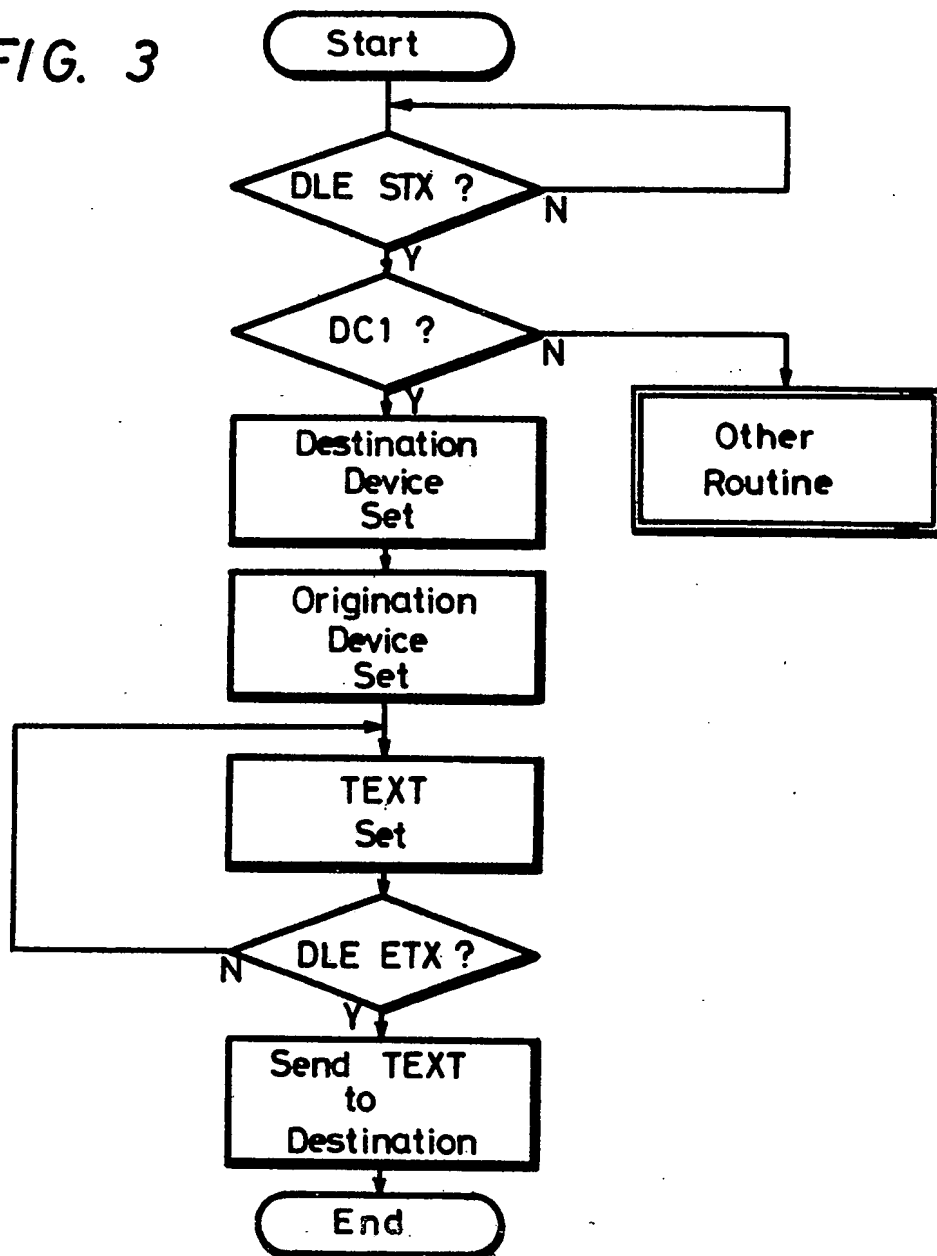 FIG. 3
Start
DLE STX ?
N
Y
DC1 ?
N
Y
Destination
Device
Set
Other
Routine
Origination
Device
Set
TEXT
Set
DLE ETX ?
N
Y
Send TEXT
to
Destination
End